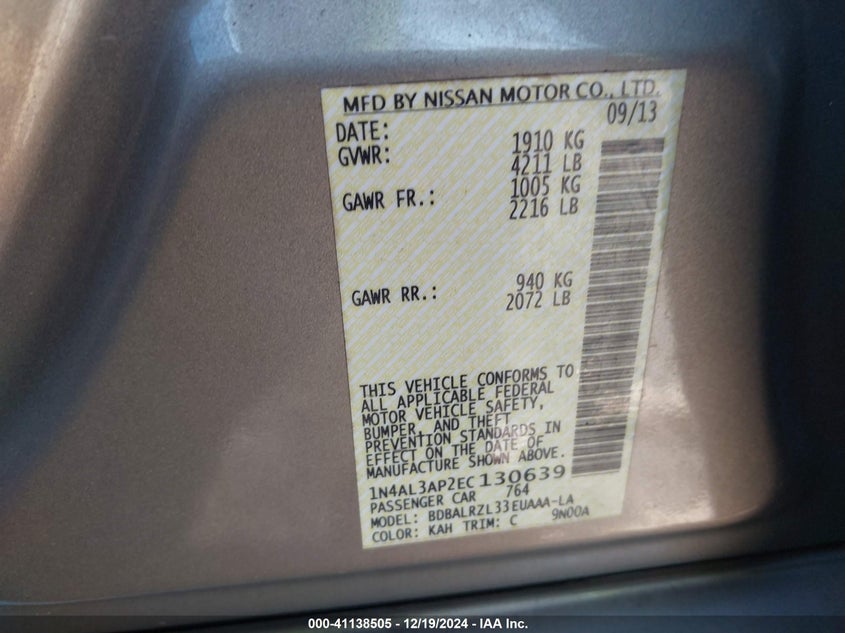 MFD BY NISSAN MOTOR CO., LTD.
DATE: 09/13
GVWR: 1910 KG
4211 LB
GAWR FR.: 1005 KG
2216 LB
GAWR RR.: 940 KG
2072 LB
THIS VEHICLE CONFORMS TO
ALL APPLICABLE FEDERAL
MOTOR VEHICLE SAFETY,
BUMPER, AND THEFT
PREVENTION STANDARDS IN
EFFECT ON THE DATE OF
MANUFACTURE SHOWN ABOVE.
1N4AL3AP2EC130639
PASSENGER CAR 764
MODEL: BDBALRZL33EUAAA-LA
COLOR: KAH TRIM: C 9N00A
000-41138505 - 12/19/2024 - IAA Inc.